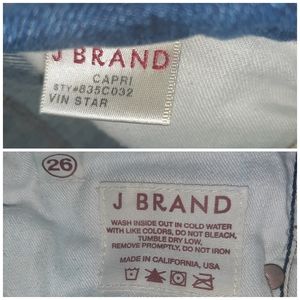 J BRAND
CAPRI
STY#835C032
VIN STAR
26
J BRAND
WASH INSIDE OUT IN COLD WATER
WITH LIKE COLORS, DO NOT BLEACH,
TUMBLE DRY LOW,
REMOVE PROMPTLY, DO NOT IRON
MADE IN CALIFORNIA, USA